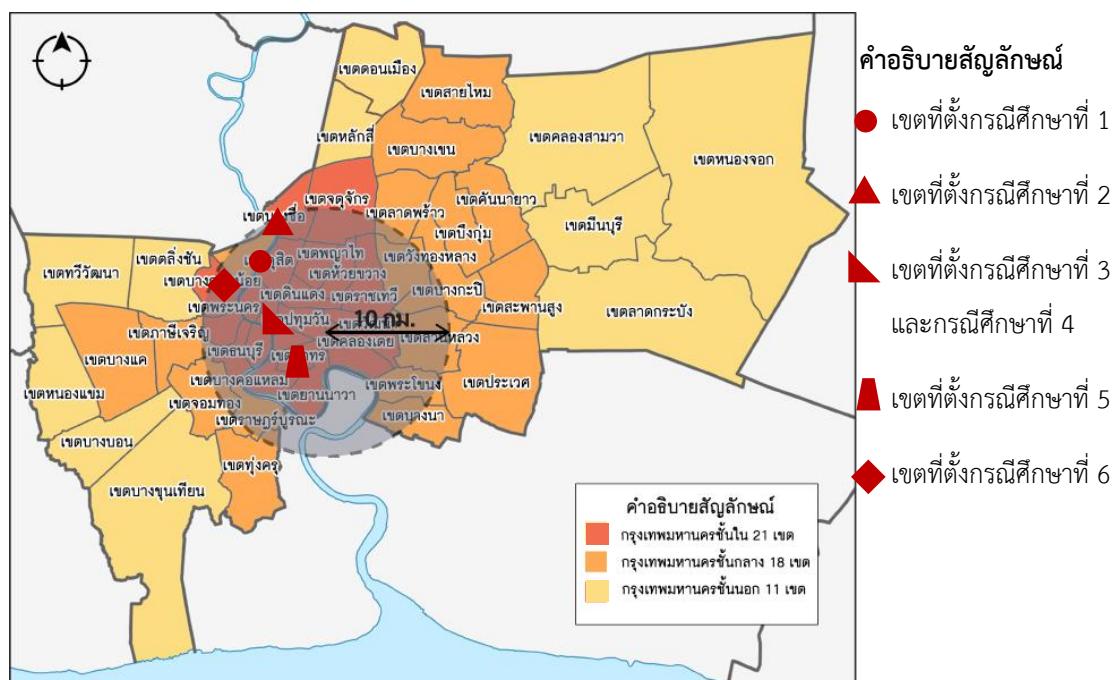 คำอธิบายสัญลักษณ์
เขตที่ตั้งกรณีศึกษาที่ 1
เขตที่ตั้งกรณีศึกษาที่ 2
เขตที่ตั้งกรณีศึกษาที่ 3
และกรณีศึกษาที่ 4
เขตที่ตั้งกรณีศึกษาที่ 5
เขตที่ตั้งกรณีศึกษาที่ 6
เขตดอนเมือง
เขตสายไหม
เขตหลักสี่
เขตบางเขน
เขตคลองสามวา
เขตหนองจอก
เขตจตุจักร
เขตลาดพร้าว
เขตคันนายาว
เขตบึงกุ่ม
เขตมีนบุรี
เขตพญาไท
เขตวังทองหลาง
เขตตลิ่งชัน
เขตทวีวัฒนา
เขตห้วยขวาง
เขตดินแดง
เขตราชเทวี
เขตบางกะปิ
เขตสะพานสูง
เขตลาดกระบัง
เขตพระนคร
10 กม.
เขตภาษีเจริญ
เขตบางแค
เขตธนบุรี
เขตคลองเตย
เขตบางคอแหลม
เขตพระโขนง
เขตประเวศ
เขตหนองแขม
เขตจอมทอง
เขตยานนาวา
เขตราษฎร์บูรณะ
เขตบางนา
เขตบางบอน
เขตทุ่งครุ
เขตบางขุนเทียน
คำอธิบายสัญลักษณ์
กรุงเทพมหานครชั้นใน 21 เขต
กรุงเทพมหานครชั้นกลาง 18 เขต
กรุงเทพมหานครชั้นนอก 11 เขต